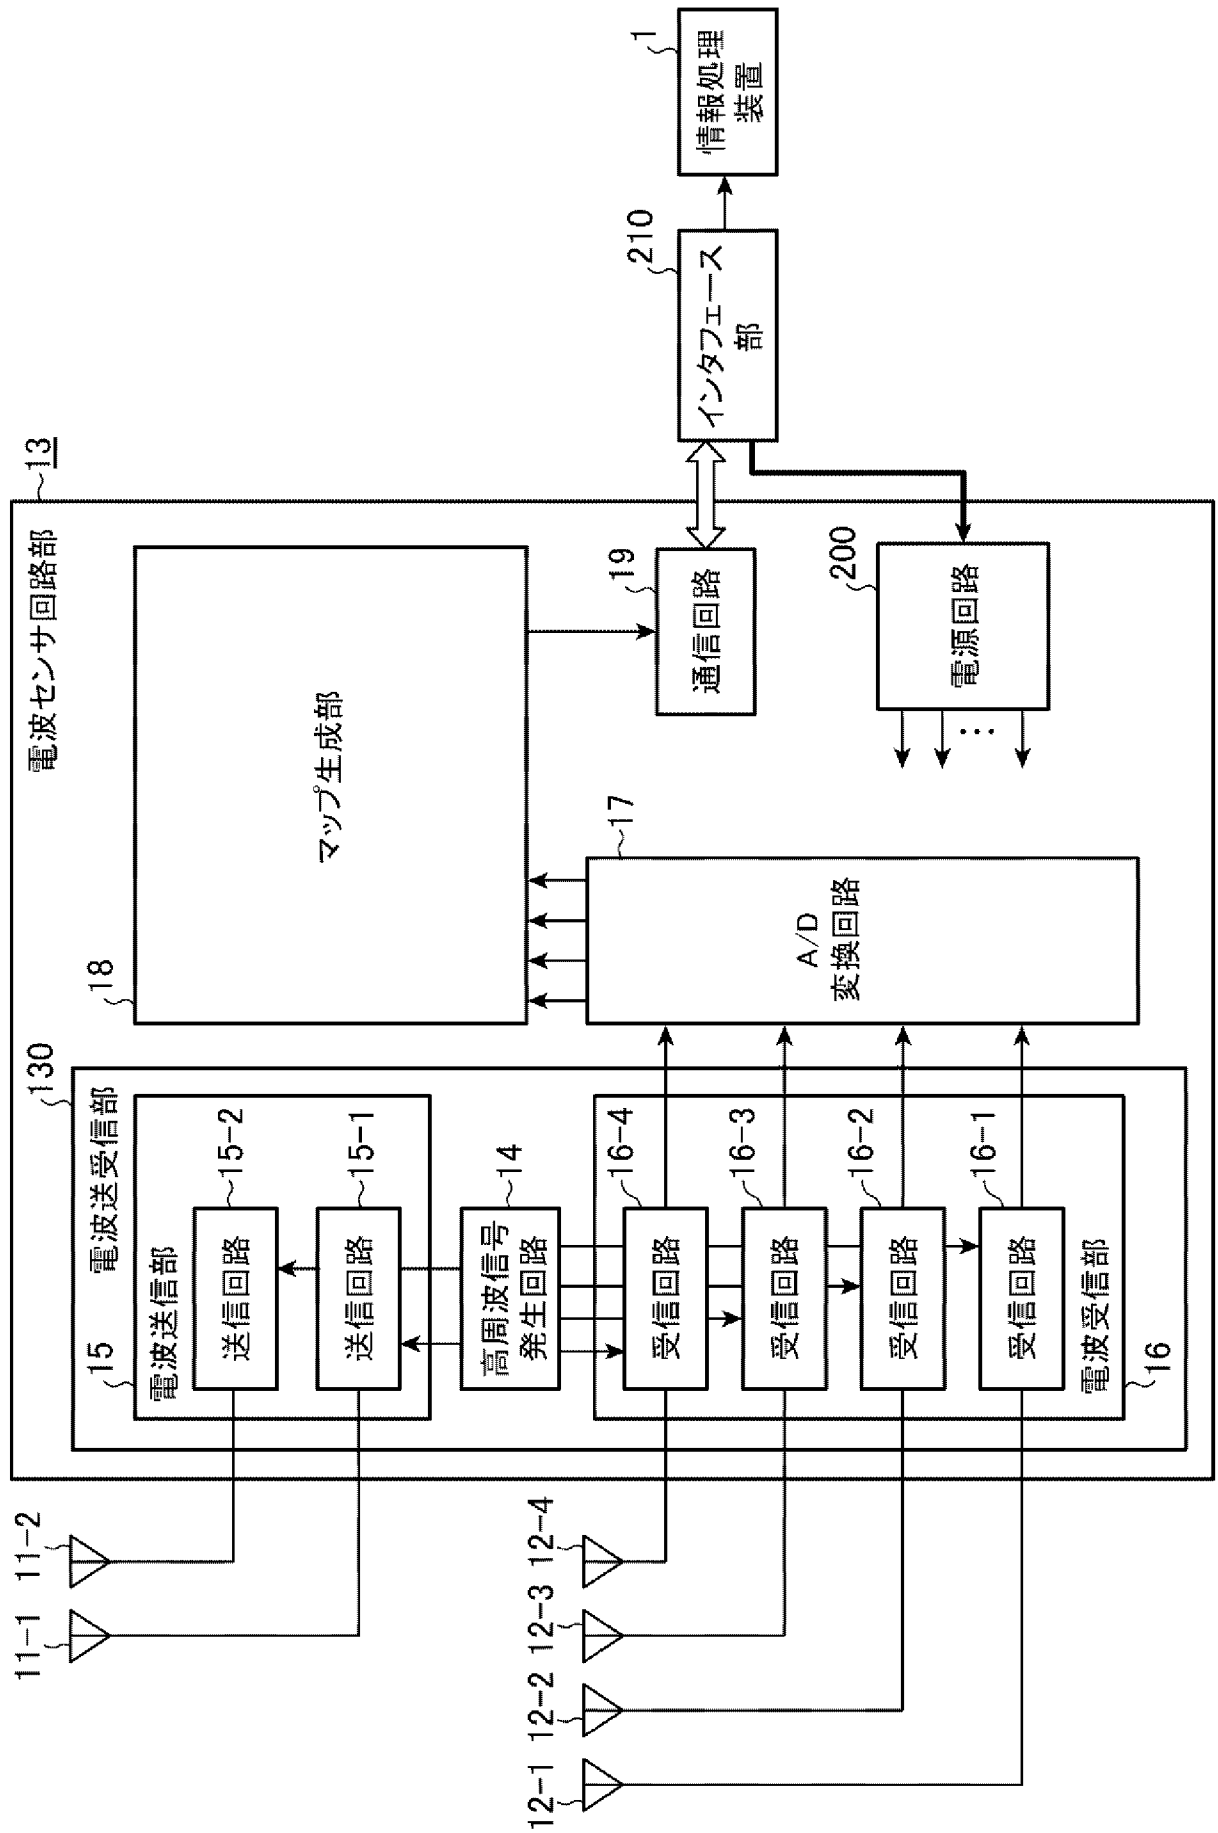 電波センサ回路部
13
電波送受信部
130
電波送信部
15
送信回路
15-2
送信回路
15-1
高周波信号
発生回路
14
電波受信部
16
受信回路
16-4
受信回路
16-3
受信回路
16-2
受信回路
16-1
11-2
11-1
12-4
12-3
12-2
12-1
マップ生成部
18
A/D
変換回路
17
通信回路
19
電源回路
200
・・・
インタフェース
部
210
情報処理
装置
1